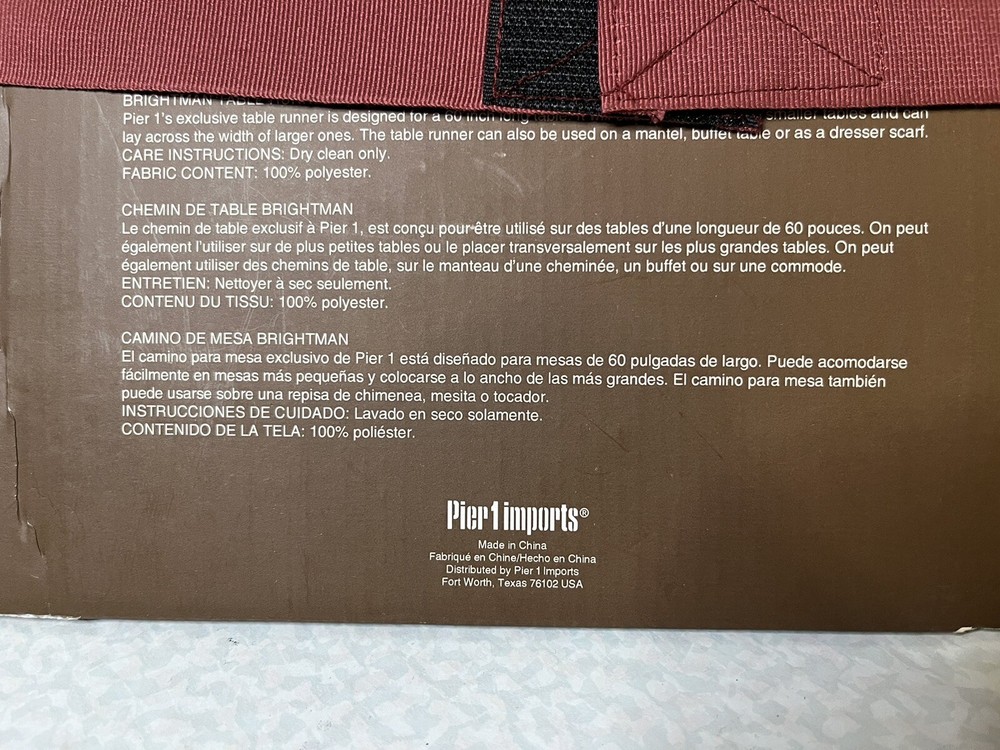 BRIGHTMAN TABLE
Pier 1's exclusive table runner is designed for a 60 inch long smaller tables and can
lay across the width of larger ones. The table runner can also be used on a mantel, buffet table or as a dresser scarf.
CARE INSTRUCTIONS: Dry clean only.
FABRIC CONTENT: 100% polyester.
CHEMIN DE TABLE BRIGHTMAN
Le chemin de table exclusif à Pier 1, est conçu pour être utilisé sur des tables d'une longueur de 60 pouces. On peut
également l'utiliser sur de plus petites tables ou le placer transversalement sur les plus grandes tables. On peut
également utiliser des chemins de table, sur le manteau d'une cheminée, un buffet ou sur une commode.
ENTRETIEN: Nettoyer à sec seulement.
CONTENU DU TISSU: 100% polyester.
CAMINO DE MESA BRIGHTMAN
El camino para mesa exclusivo de Pier 1 está diseñado para mesas de 60 pulgadas de largo. Puede acomodarse
fácilmente en mesas más pequeñas y colocarse a lo ancho de las más grandes. El camino para mesa también
puede usarse sobre una repisa de chimenea, mesita o tocador.
INSTRUCCIONES DE CUIDADO: Lavado en seco solamente.
CONTENIDO DE LA TELA: 100% poliéster.
Pier 1 imports®
Made in China
Fabriqué en Chine/Hecho en China
Distributed by Pier 1 Imports
Fort Worth, Texas 76102 USA